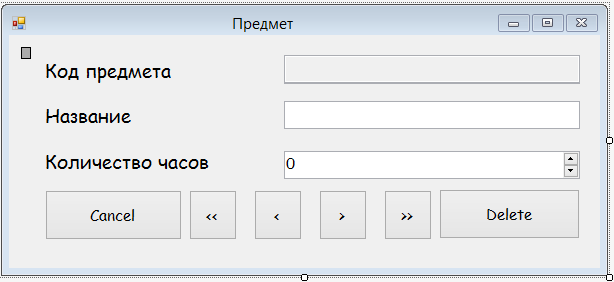 Предмет
Код предмета
Название
Количество часов 0
Cancel << < > >> Delete